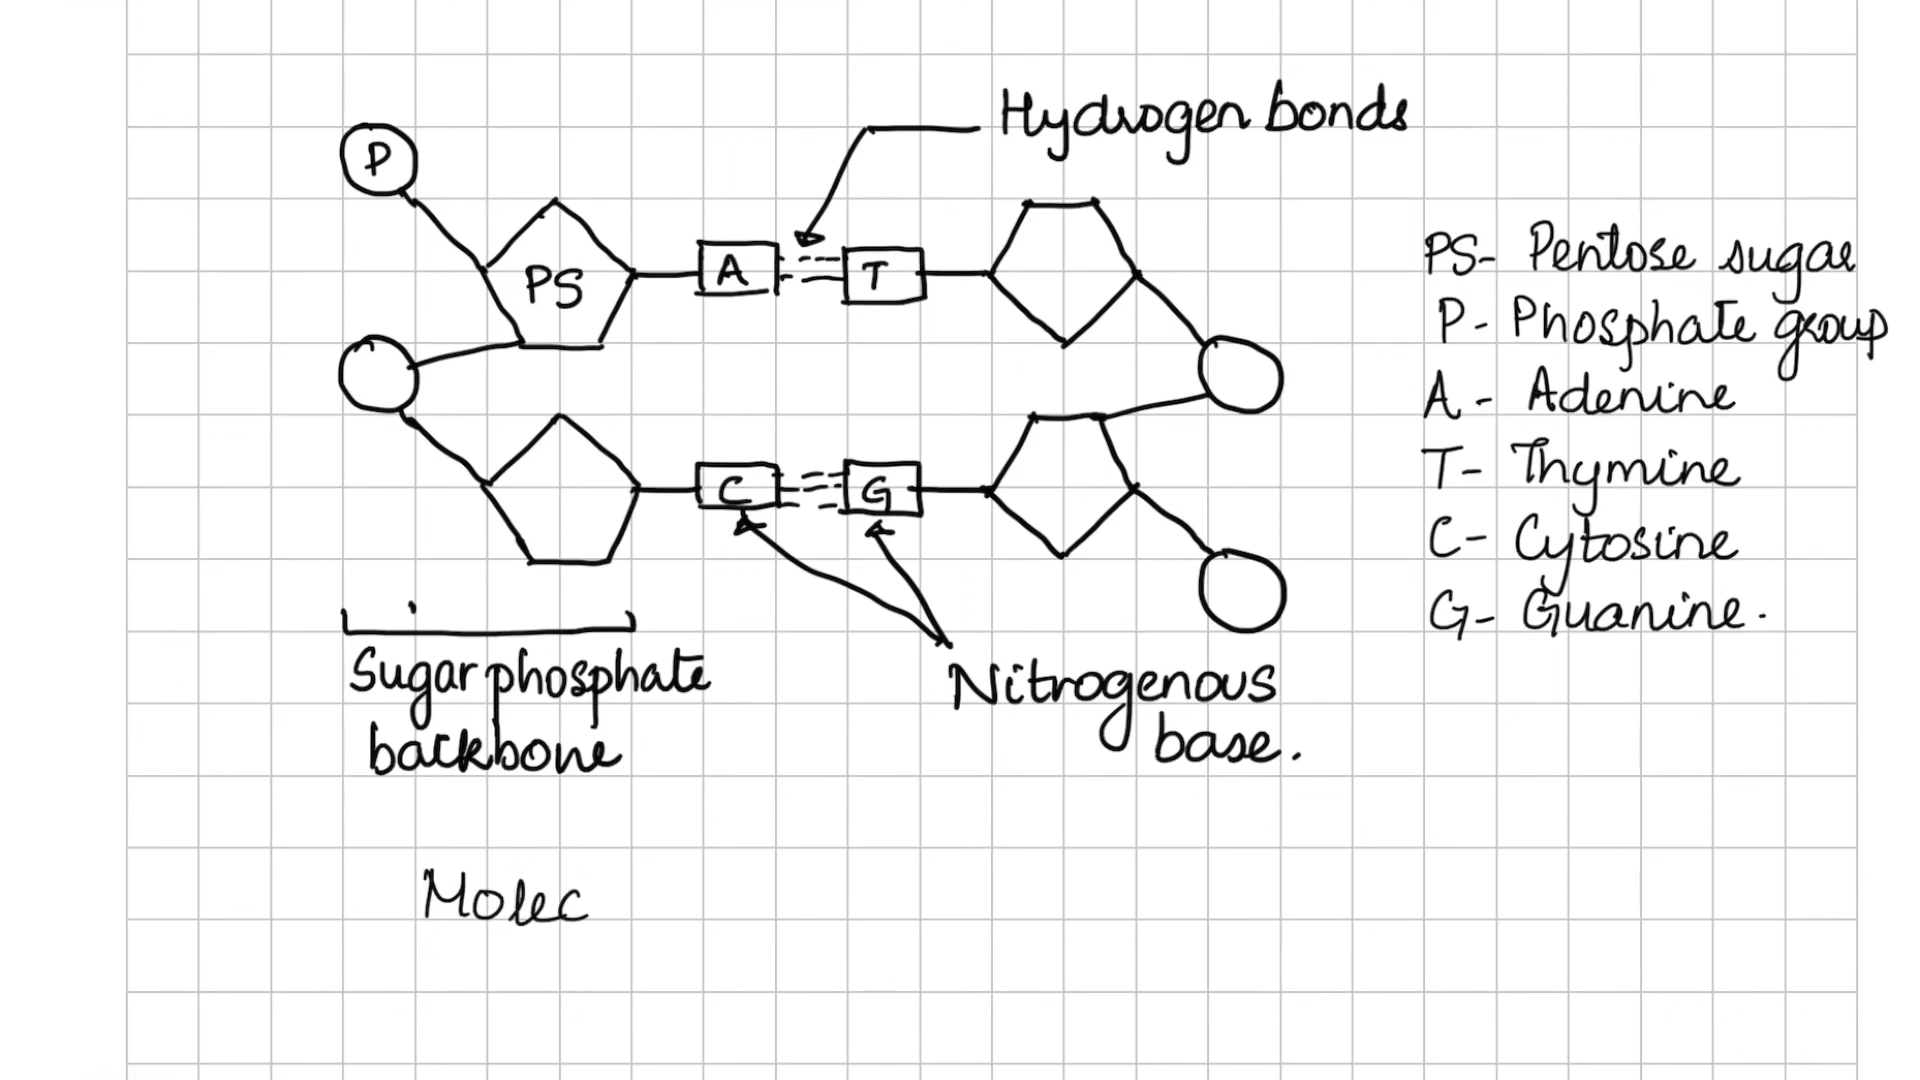 Hydrogen bonds
P
PS
A
T
C
G
PS- Pentose sugar
P- Phosphate group
A- Adenine
T- Thymine
C- Cytosine
G- Guanine.
Sugar phosphate
backbone
Nitrogenous
base.
Molec